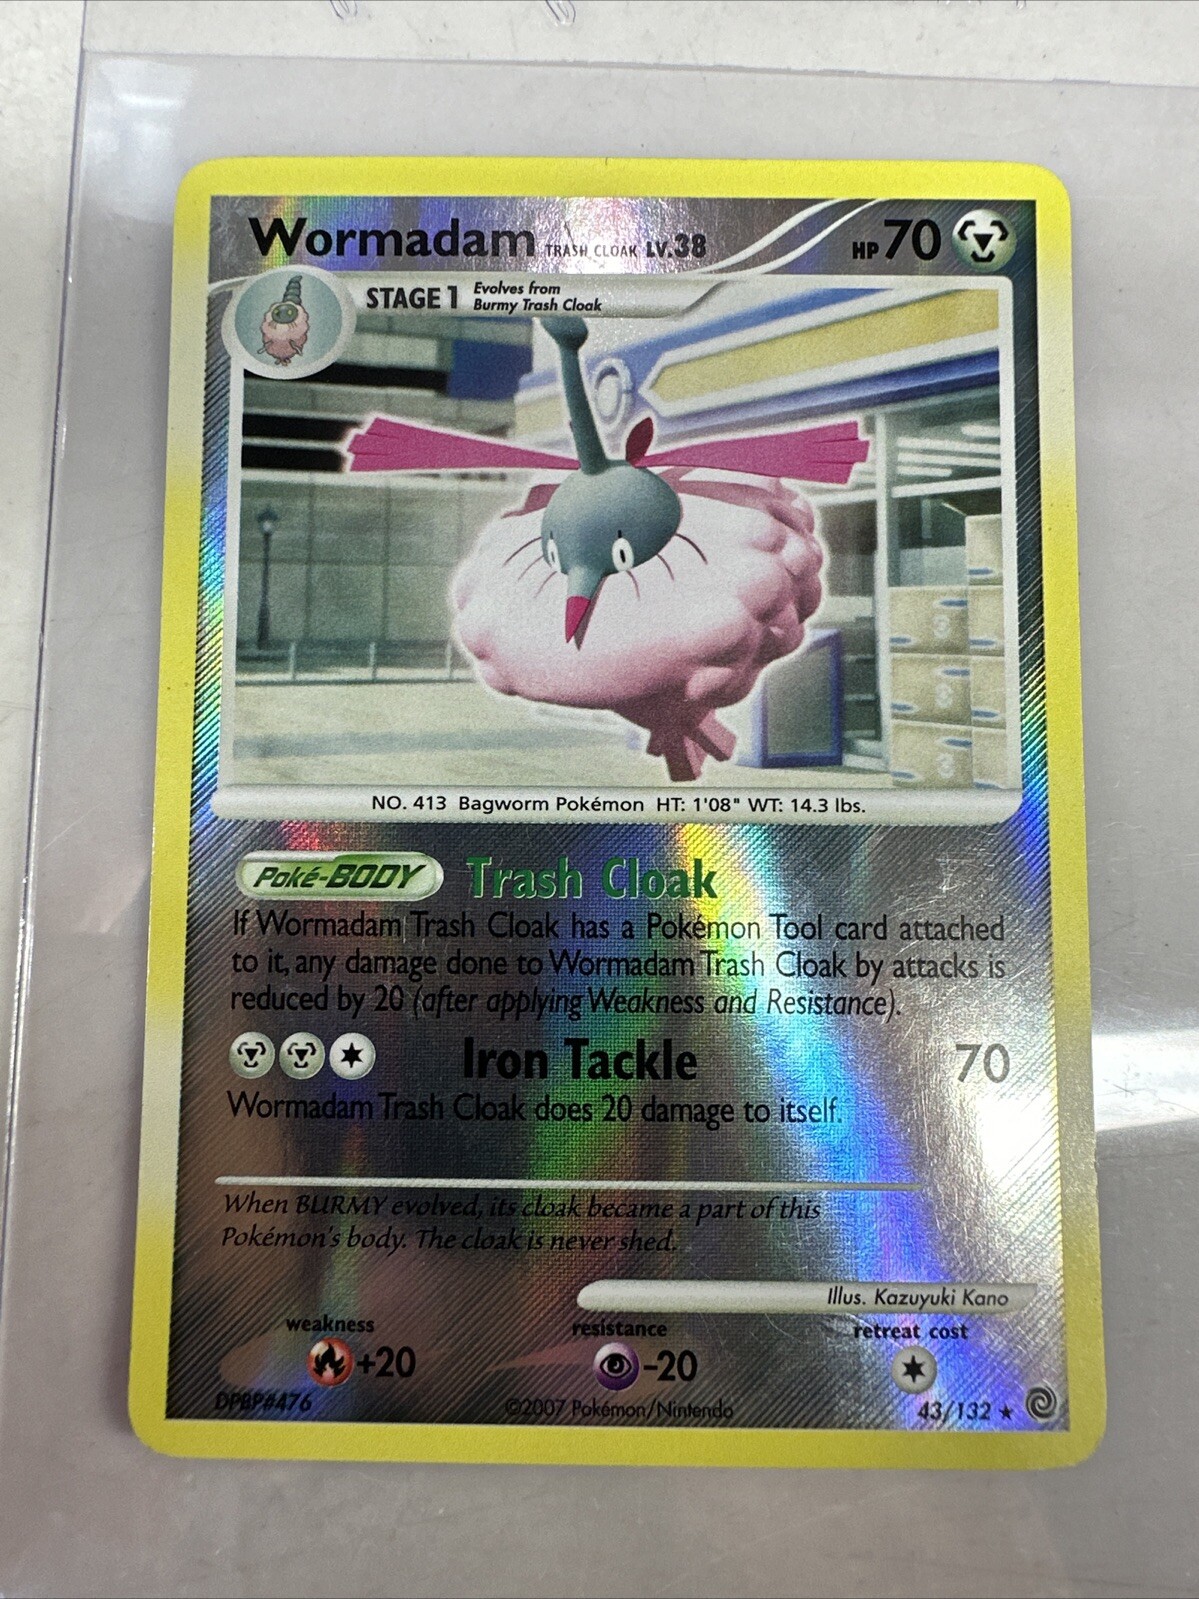 Wormadam TRASH CLOAK LV.38 HP 70
STAGE 1 Evolves from
Burmy Trash Cloak
NO. 413 Bagworm Pokémon HT: 1'08" WT: 14.3 lbs.
Poké-BODY Trash Cloak
If Wormadam Trash Cloak has a Pokémon Tool card attached
to it, any damage done to Wormadam Trash Cloak by attacks is
reduced by 20 (after applying Weakness and Resistance).
Iron Tackle 70
Wormadam Trash Cloak does 20 damage to itself.
When BURMY evolved, its cloak became a part of this
Pokémon's body. The cloak is never shed.
Illus. Kazuyuki Kano
weakness resistance retreat cost
+20 -20
DPBP#476 ©2007 Pokémon/Nintendo 43/132 ★